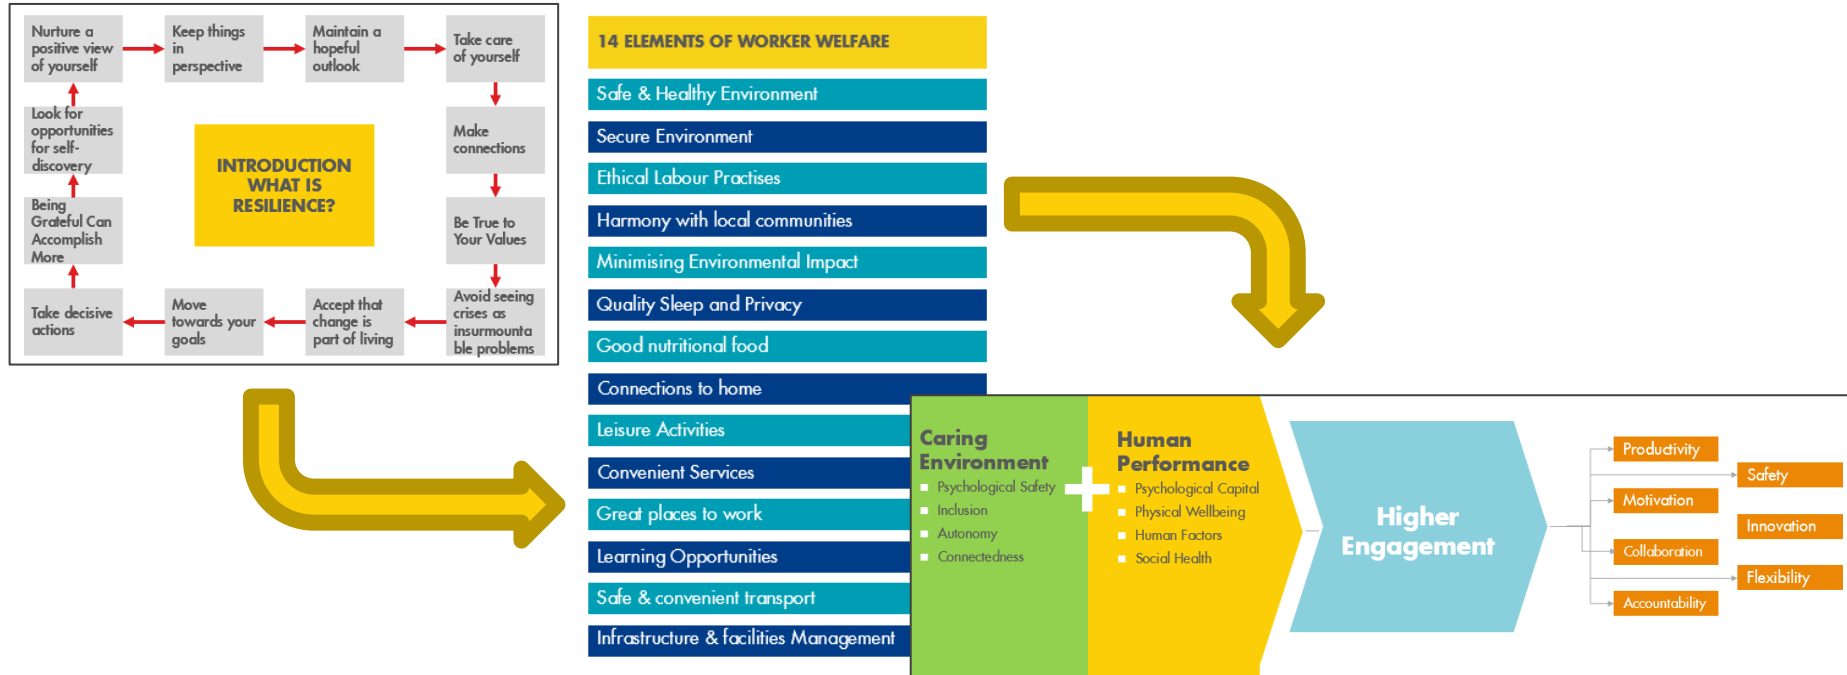 Nurture a
positive view
of yourself
Keep things
in
perspective
Maintain a
hopeful
outlook
Take care
of yourself
Look for
opportunities
for self-
discovery
Make
connections
INTRODUCTION
WHAT IS
RESILIENCE?
Being
Grateful Can
Accomplish
More
Be True to
Your Values
Take decisive
actions
Move
towards your
goals
Accept that
change is
part of living
Avoid seeing
crises as
insurmounta
ble problems
14 ELEMENTS OF WORKER WELFARE
Safe & Healthy Environment
Secure Environment
Ethical Labour Practises
Harmony with local communities
Minimising Environmental Impact
Quality Sleep and Privacy
Good nutritional food
Connections to home
Leisure Activities
Convenient Services
Great places to work
Learning Opportunities
Safe & convenient transport
Infrastructure & facilities Management
Caring
Environment
Psychological Safety
Inclusion
Autonomy
Connectedness
Human
Performance
Psychological Capital
Physical Wellbeing
Human Factors
Social Health
Higher
Engagement
Productivity
Safety
Motivation
Innovation
Collaboration
Flexibility
Accountability